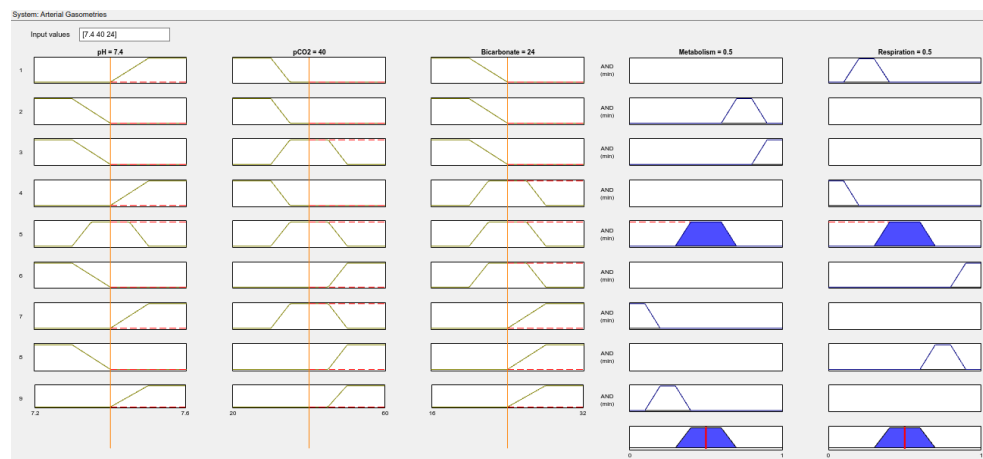 System: Arterial Gasometries
Input values [7.4 40 24]
pH = 7.4 pCO2 = 40 Bicarbonate = 24 Metabolism = 0.5 Respiration = 0.5
1 AND
(min)
2 AND
(min)
3 AND
(min)
4 AND
(min)
5 AND
(min)
6 AND
(min)
7 AND
(min)
8 AND
(min)
9 AND
(min)
7.2 7.6 20 60 16 32
0 1 0 1